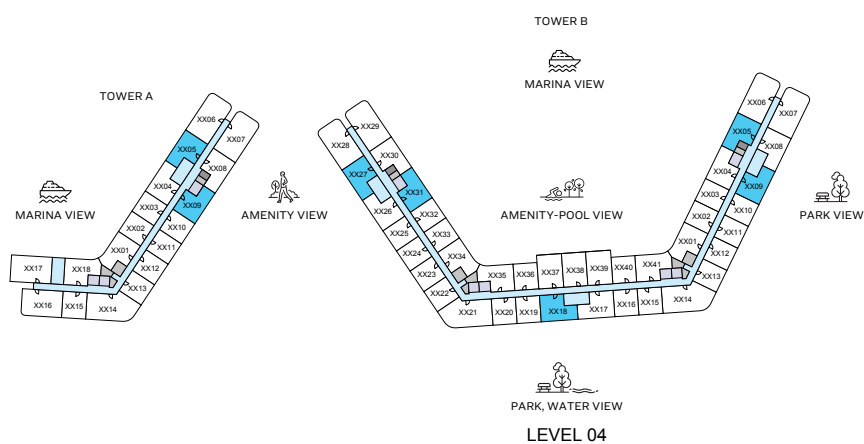 TOWER B
MARINA VIEW
TOWER A
XX06
XX07
XX05
XX08
XX04
XX09
XX03
XX10
XX02
XX11
XX01
XX12
XX17
XX18
XX13
XX16
XX15
XX14
MARINA VIEW
AMENITY VIEW
XX29
XX28
XX30
XX27
XX31
XX26
XX32
XX25
XX33
XX24
XX34
XX23
XX22
XX21
XX35
XX36
XX37
XX38
XX39
XX40
XX41
XX20
XX19
XX18
XX17
XX16
XX15
XX14
XX06
XX07
XX05
XX08
XX04
XX09
XX03
XX10
XX02
XX11
XX01
XX12
XX13
AMENITY-POOL VIEW
PARK VIEW
PARK, WATER VIEW
LEVEL 04